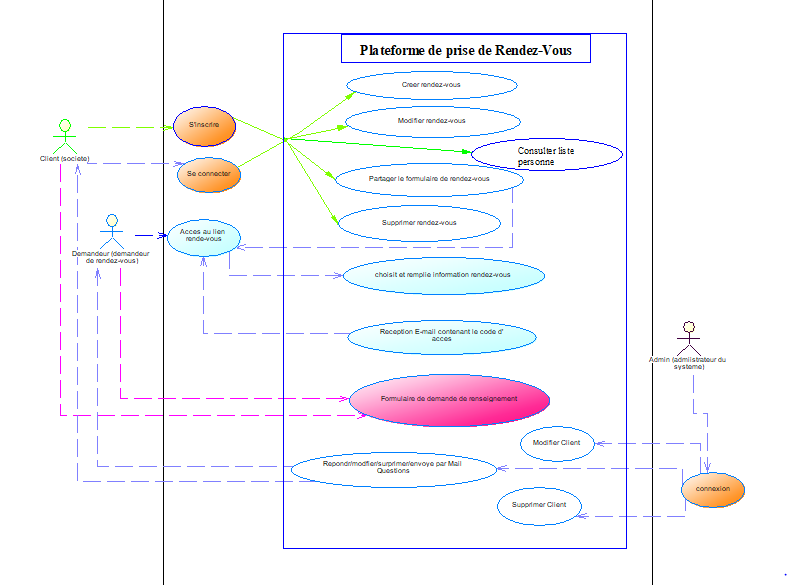 Plateforme de prise de Rendez-Vous
Creer rendez-vous
Modifier rendez-vous
S'inscrire
Consulter liste
personne
Client (societe)
Se connecter
Partager le formulaire de rendez-vous
Supprimer rendez-vous
Acces au lien
rende-vous
Demandeur (demandeur
de rendez-vous)
choisit et remplie information rendez-vous
Reception E-mail contenant le code d'
acces
Admin (admiistrateur du
systeme)
Formulaire de demande de renseignement
Modifier Client
Repondr/modfier/surprimer/envoye par Mail
Questions
connexion
Supprimer Client